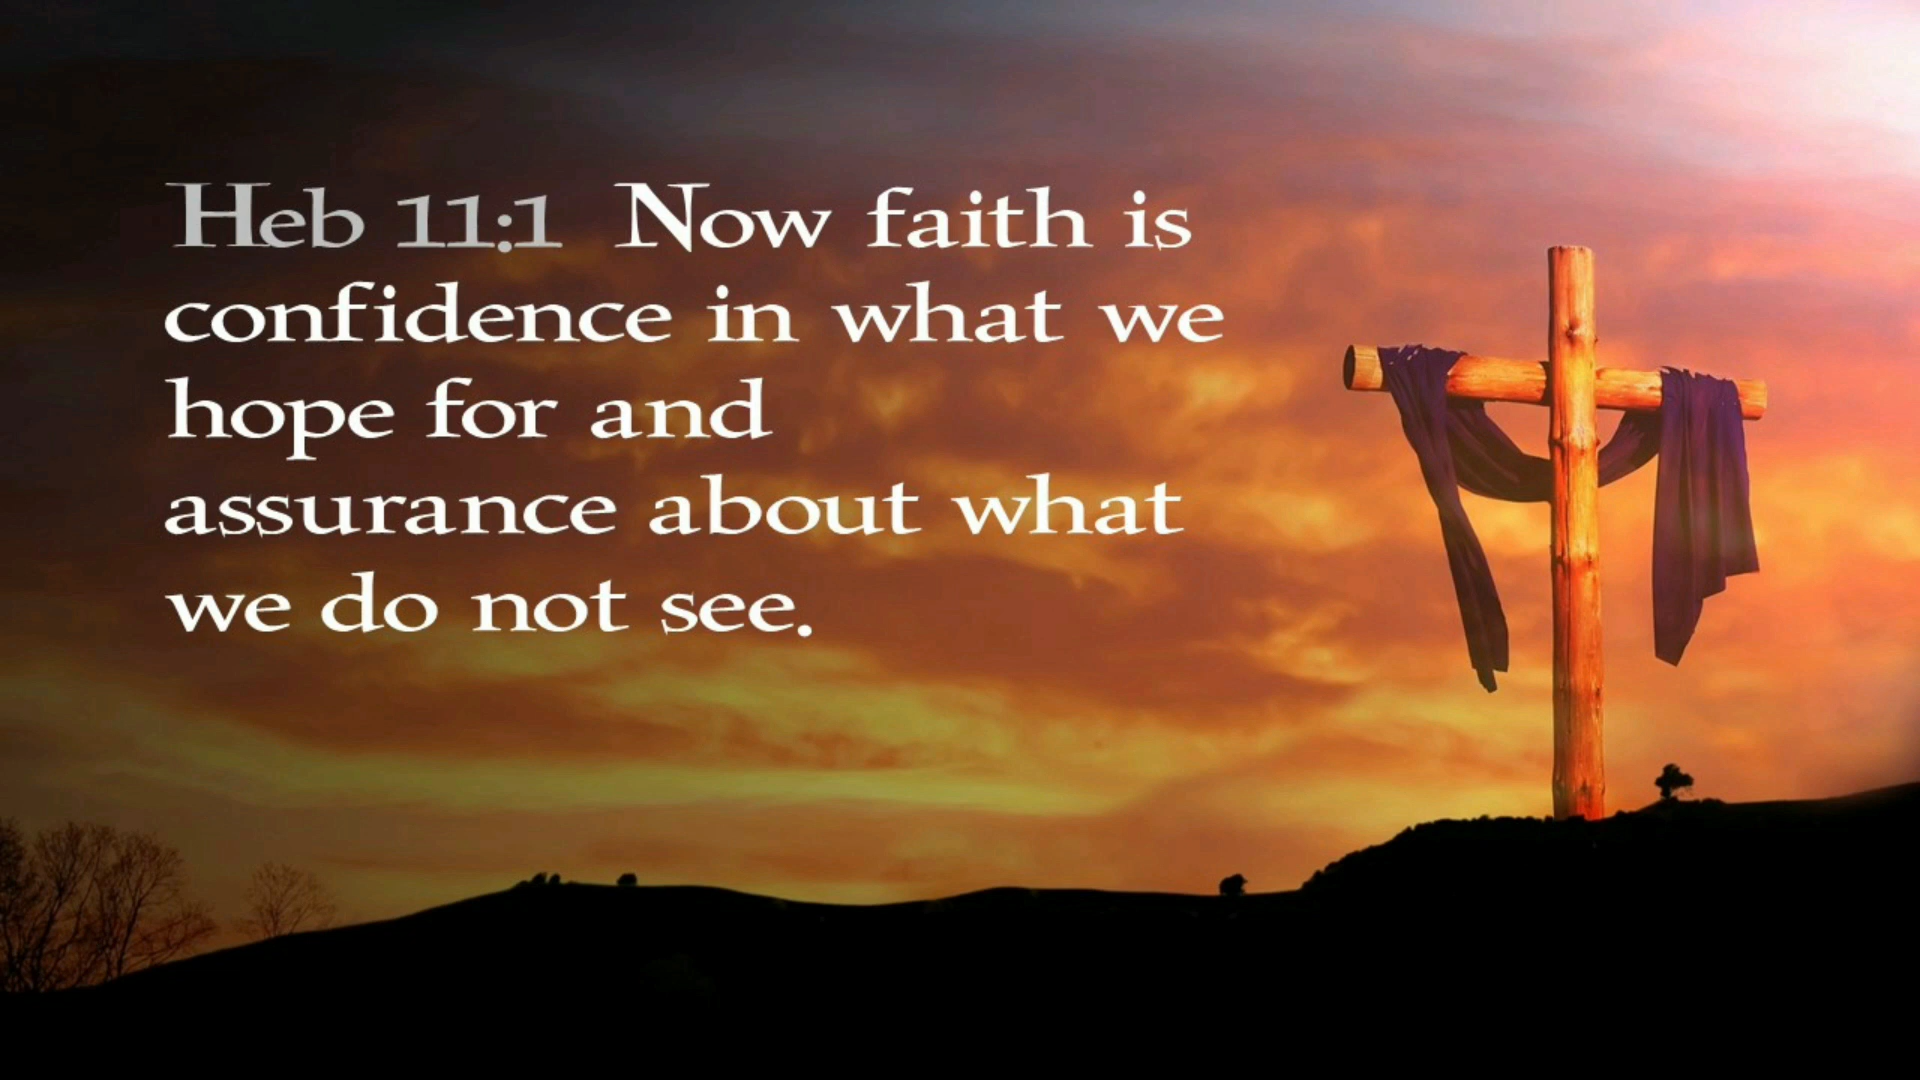 Heb 11:1 Now faith is
confidence in what we
hope for and
assurance about what
we do not see.